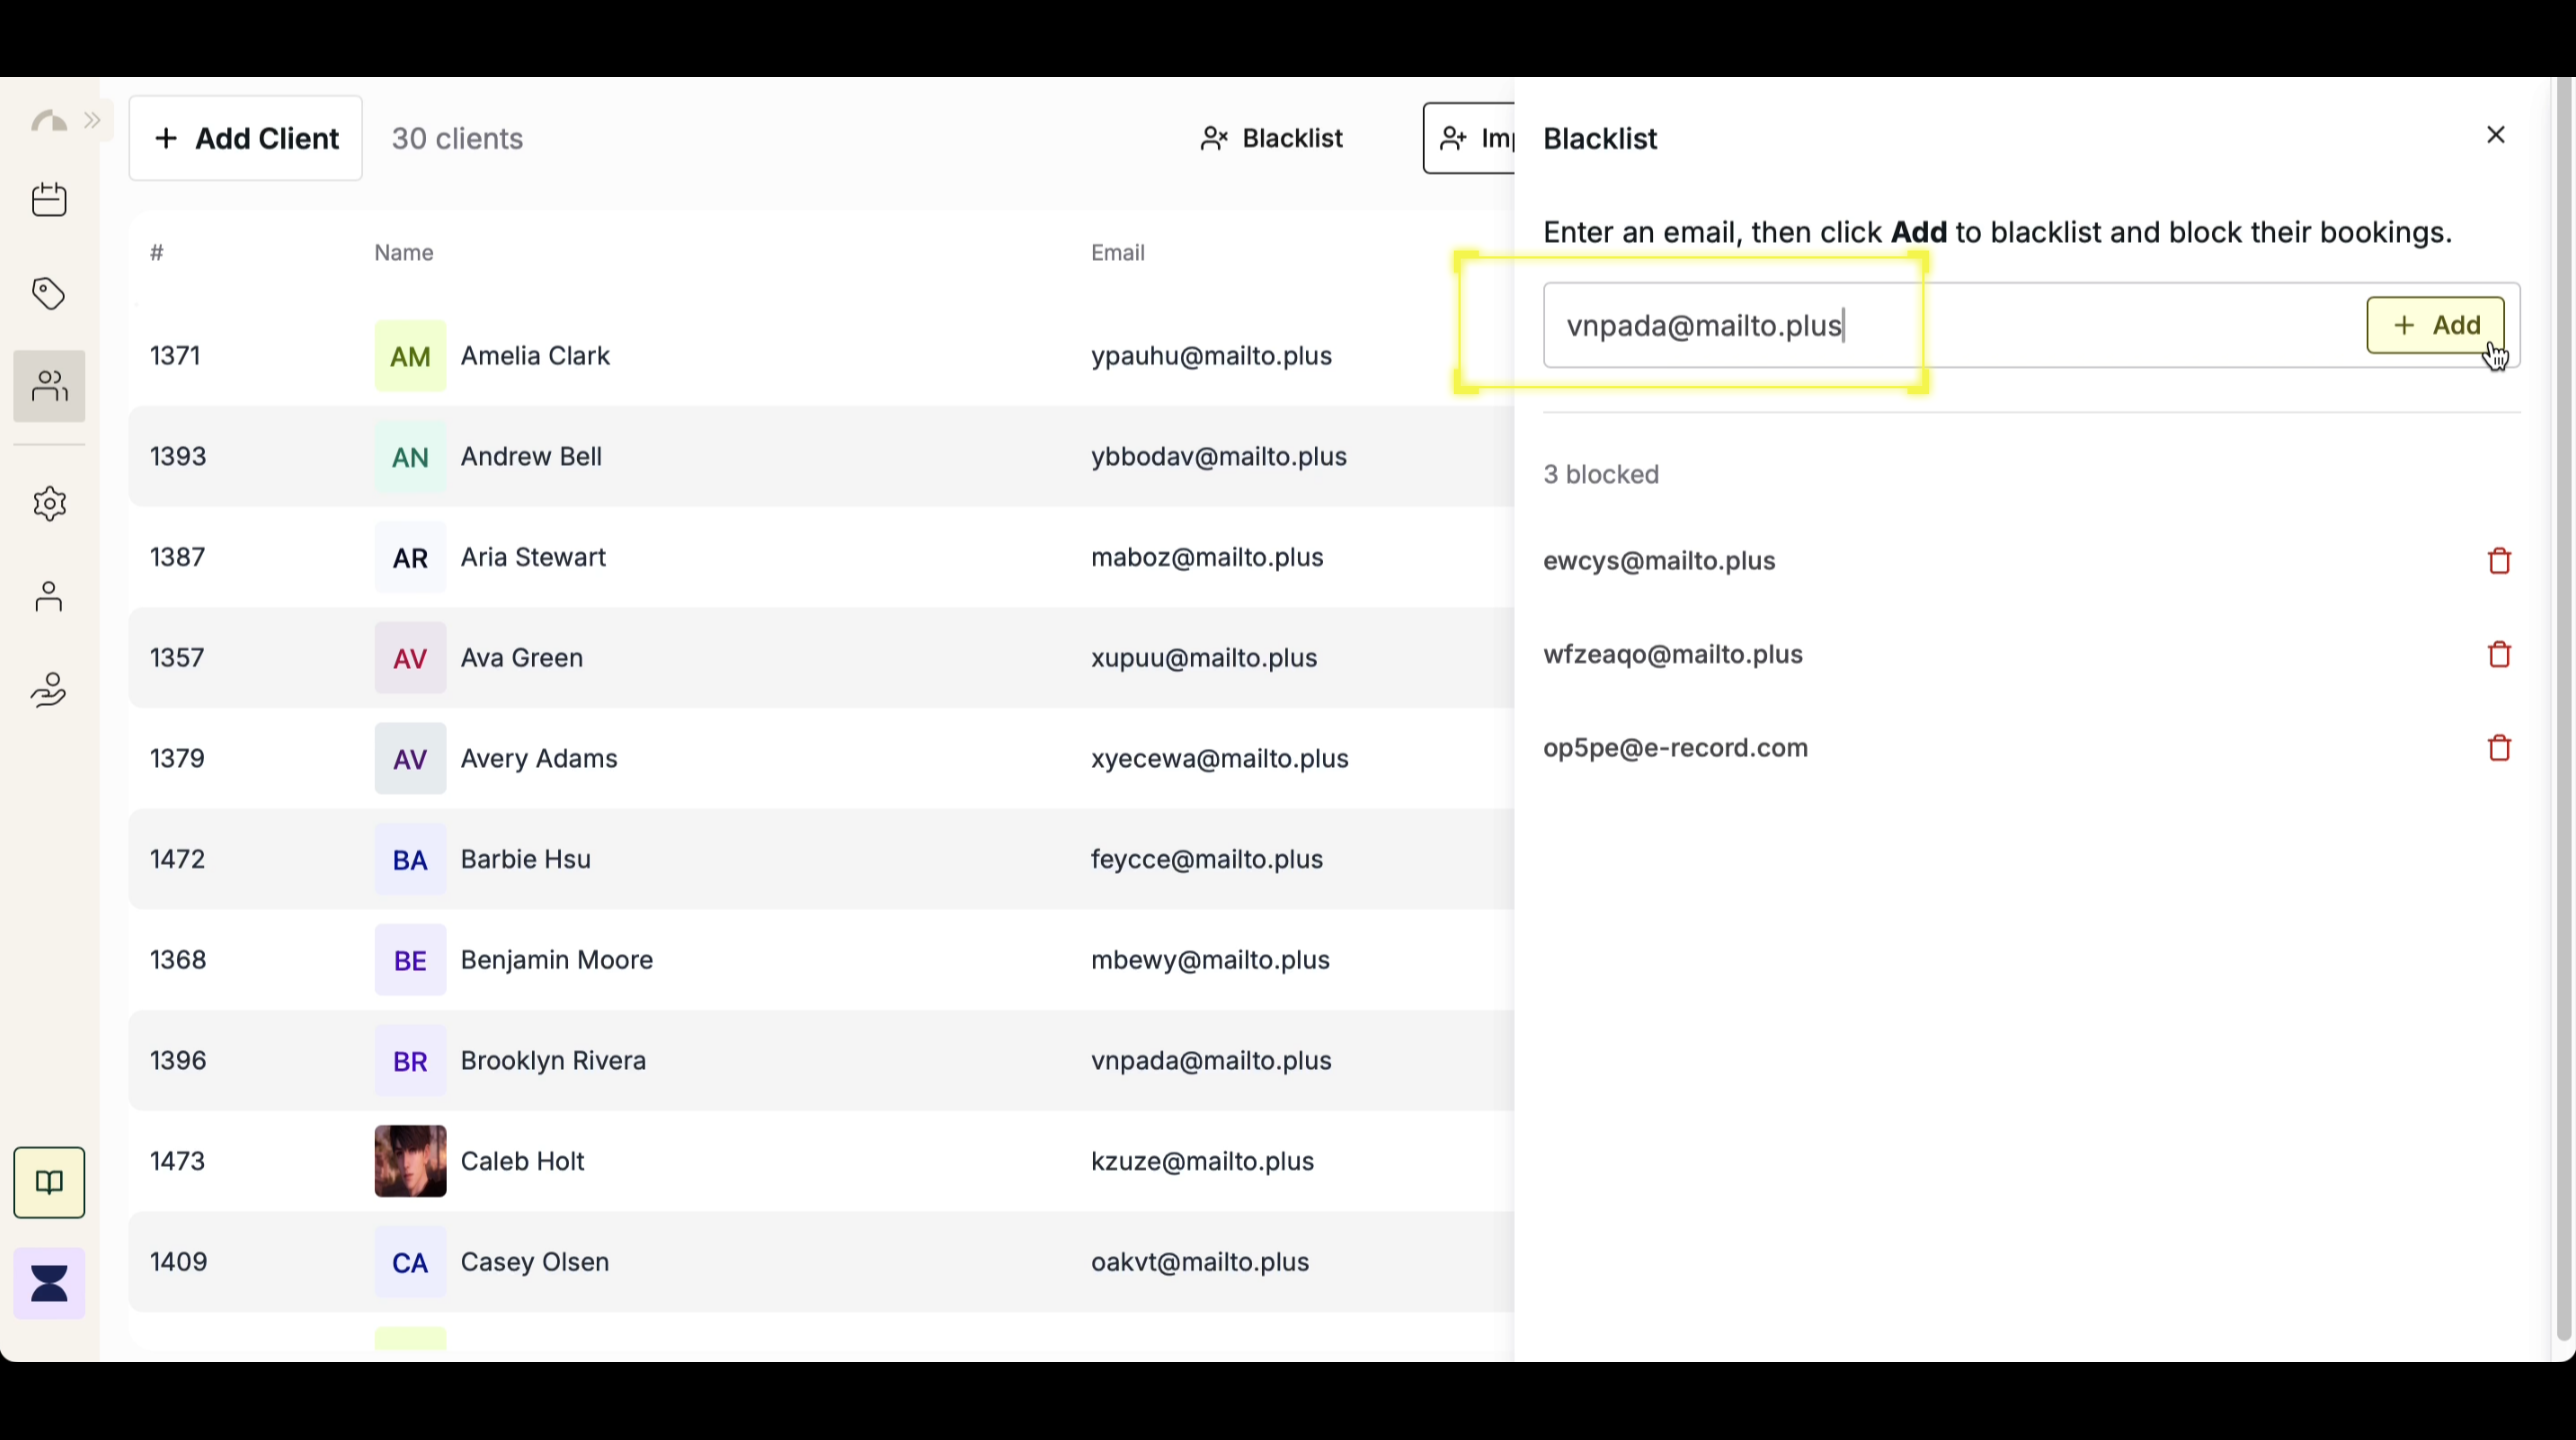 + Add Client
30 clients
Blacklist
Imp
# Name Email
1371 AM Amelia Clark ypauhu@mailto.plus
1393 AN Andrew Bell ybbodav@mailto.plus
1387 AR Aria Stewart maboz@mailto.plus
1357 AV Ava Green xupuu@mailto.plus
1379 AV Avery Adams xyecewa@mailto.plus
1472 BA Barbie Hsu feycce@mailto.plus
1368 BE Benjamin Moore mbewy@mailto.plus
1396 BR Brooklyn Rivera vnpada@mailto.plus
1473 Caleb Holt kzuze@mailto.plus
1409 CA Casey Olsen oakvt@mailto.plus
Blacklist
Enter an email, then click Add to blacklist and block their bookings.
vnpada@mailto.plus
+ Add
3 blocked
ewcys@mailto.plus
wfzeaqo@mailto.plus
op5pe@e-record.com